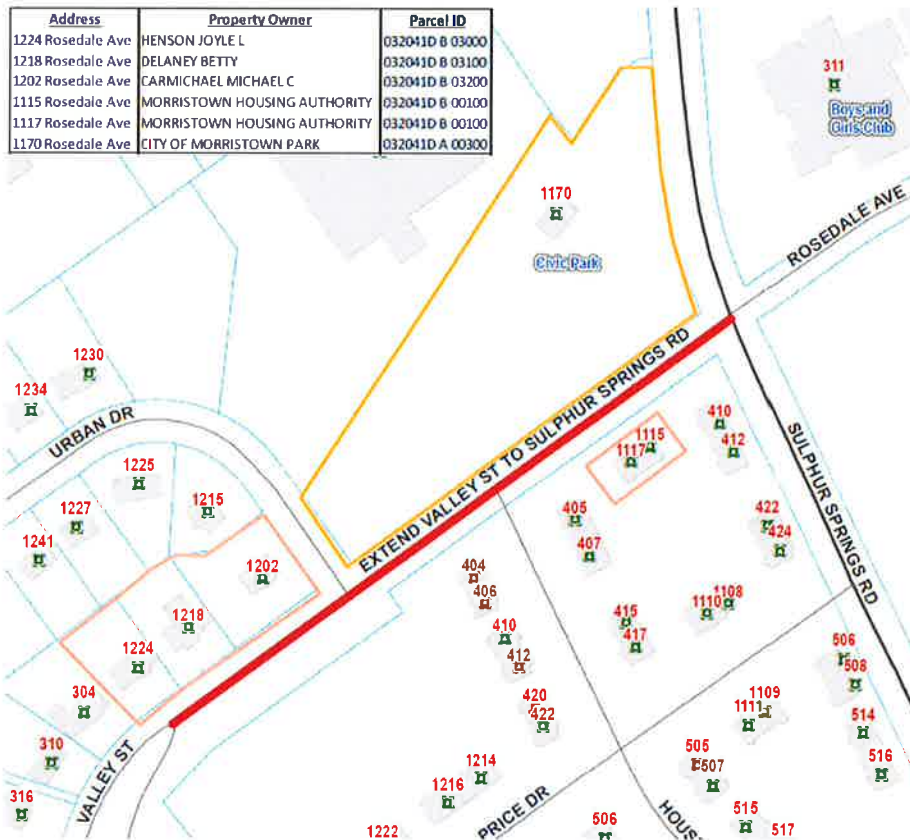 Address Property Owner Parcel ID
1224 Rosedale Ave HENSON JOYLE L 032041D B 03000
1218 Rosedale Ave DELANEY BETTY 032041D B 03100
1202 Rosedale Ave CARMICHAEL MICHAEL C 032041D B 03200
1115 Rosedale Ave MORRISTOWN HOUSING AUTHORITY 032041D B 00100
1117 Rosedale Ave MORRISTOWN HOUSING AUTHORITY 032041D B 00100
1170 Rosedale Ave CITY OF MORRISTOWN PARK 032041D A 00300
311
Boys and
Girls Club
1170
Civic Park
ROSEDALE AVE
1230
1234
URBAN DR
EXTEND VALLEY ST TO SULPHUR SPRINGS RD
1225
1215
1227
1241
410
412
1115
1117
SULPHUR SPRINGS RD
405
407
422
424
1202
404
406
1218
410
412
415
417
1110
1108
1224
506
508
304
420
422
1109
1111
310
VALLEY ST
514
516
505
507
1214
1216
316
PRICE DR
HOUS
515
517
506
1222